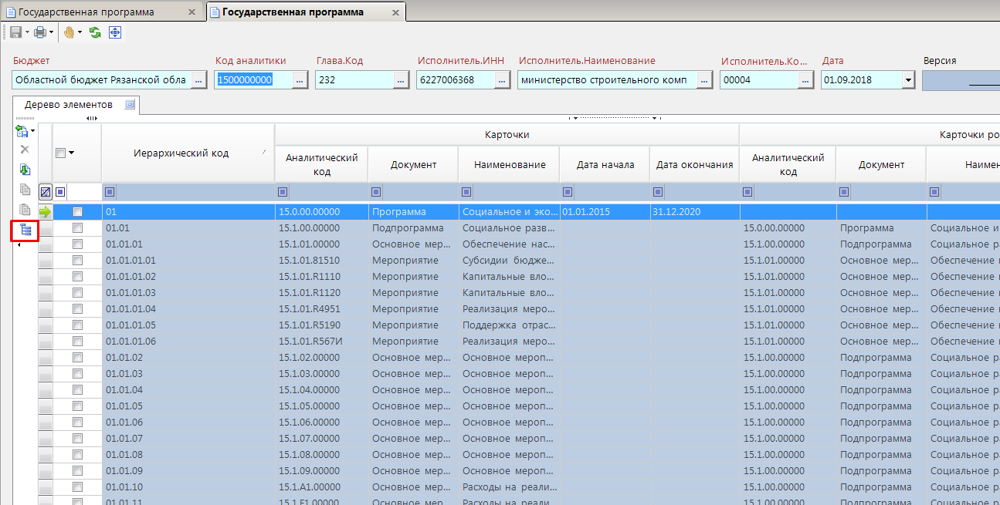 Государственная программа
Государственная программа
Бюджет Код аналитики Глава.Код Исполнитель.ИНН Исполнитель.Наименование Исполнитель.Ко... Дата Версия
Областной бюджет Рязанской обла ... 1500000000 ... 232 ... 6227006368 ... министерство строительного комп ... 00004 ... 01.09.2018
Дерево элементов
Карточки Карточки ро
Иерархический код
Аналитический код Документ Наименование Дата начала Дата окончания Аналитический код Документ Наимен
01 15.0.00.00000 Программа Социальное и эко... 01.01.2015 31.12.2020
01.01 15.1.00.00000 Подпрограмма Социальное разв... 15.0.00.00000 Программа Социальное и
01.01.01 15.1.01.00000 Основное мер... Обеспечение нас... 15.1.00.00000 Подпрограмма Социальное р
01.01.01.01 15.1.01.81510 Мероприятие Субсидии бюдже... 15.1.01.00000 Основное мер... Обеспечение
01.01.01.02 15.1.01.R1110 Мероприятие Капитальные вло... 15.1.01.00000 Основное мер... Обеспечение
01.01.01.03 15.1.01.R1120 Мероприятие Капитальные вло... 15.1.01.00000 Основное мер... Обеспечение
01.01.01.04 15.1.01.R4951 Мероприятие Реализация меро... 15.1.01.00000 Основное мер... Обеспечение
01.01.01.05 15.1.01.R5190 Мероприятие Поддержка отрас... 15.1.01.00000 Основное мер... Обеспечение
01.01.01.06 15.1.01.R567И Мероприятие Реализация меро... 15.1.01.00000 Основное мер... Обеспечение
01.01.02 15.1.02.00000 Основное мер... Основное мероп... 15.1.00.00000 Подпрограмма Социальное р
01.01.03 15.1.03.00000 Основное мер... Основное мероп... 15.1.00.00000 Подпрограмма Социальное р
01.01.04 15.1.04.00000 Основное мер... Основное мероп... 15.1.00.00000 Подпрограмма Социальное р
01.01.05 15.1.05.00000 Основное мер... Основное мероп... 15.1.00.00000 Подпрограмма Социальное р
01.01.06 15.1.06.00000 Основное мер... Основное мероп... 15.1.00.00000 Подпрограмма Социальное р
01.01.07 15.1.07.00000 Основное мер... Основное мероп... 15.1.00.00000 Подпрограмма Социальное р
01.01.08 15.1.08.00000 Основное мер... Основное мероп... 15.1.00.00000 Подпрограмма Социальное р
01.01.09 15.1.09.00000 Основное мер... Основное мероп... 15.1.00.00000 Подпрограмма Социальное р
01.01.10 15.1.A1.00000 Основное мер... Расходы на реали... 15.1.00.00000 Подпрограмма Социальное р
01.01.11 15.1.F1.00000 Основное мер... Расходы на реали... 15.1.00.00000 Подпрограмма Социальное р